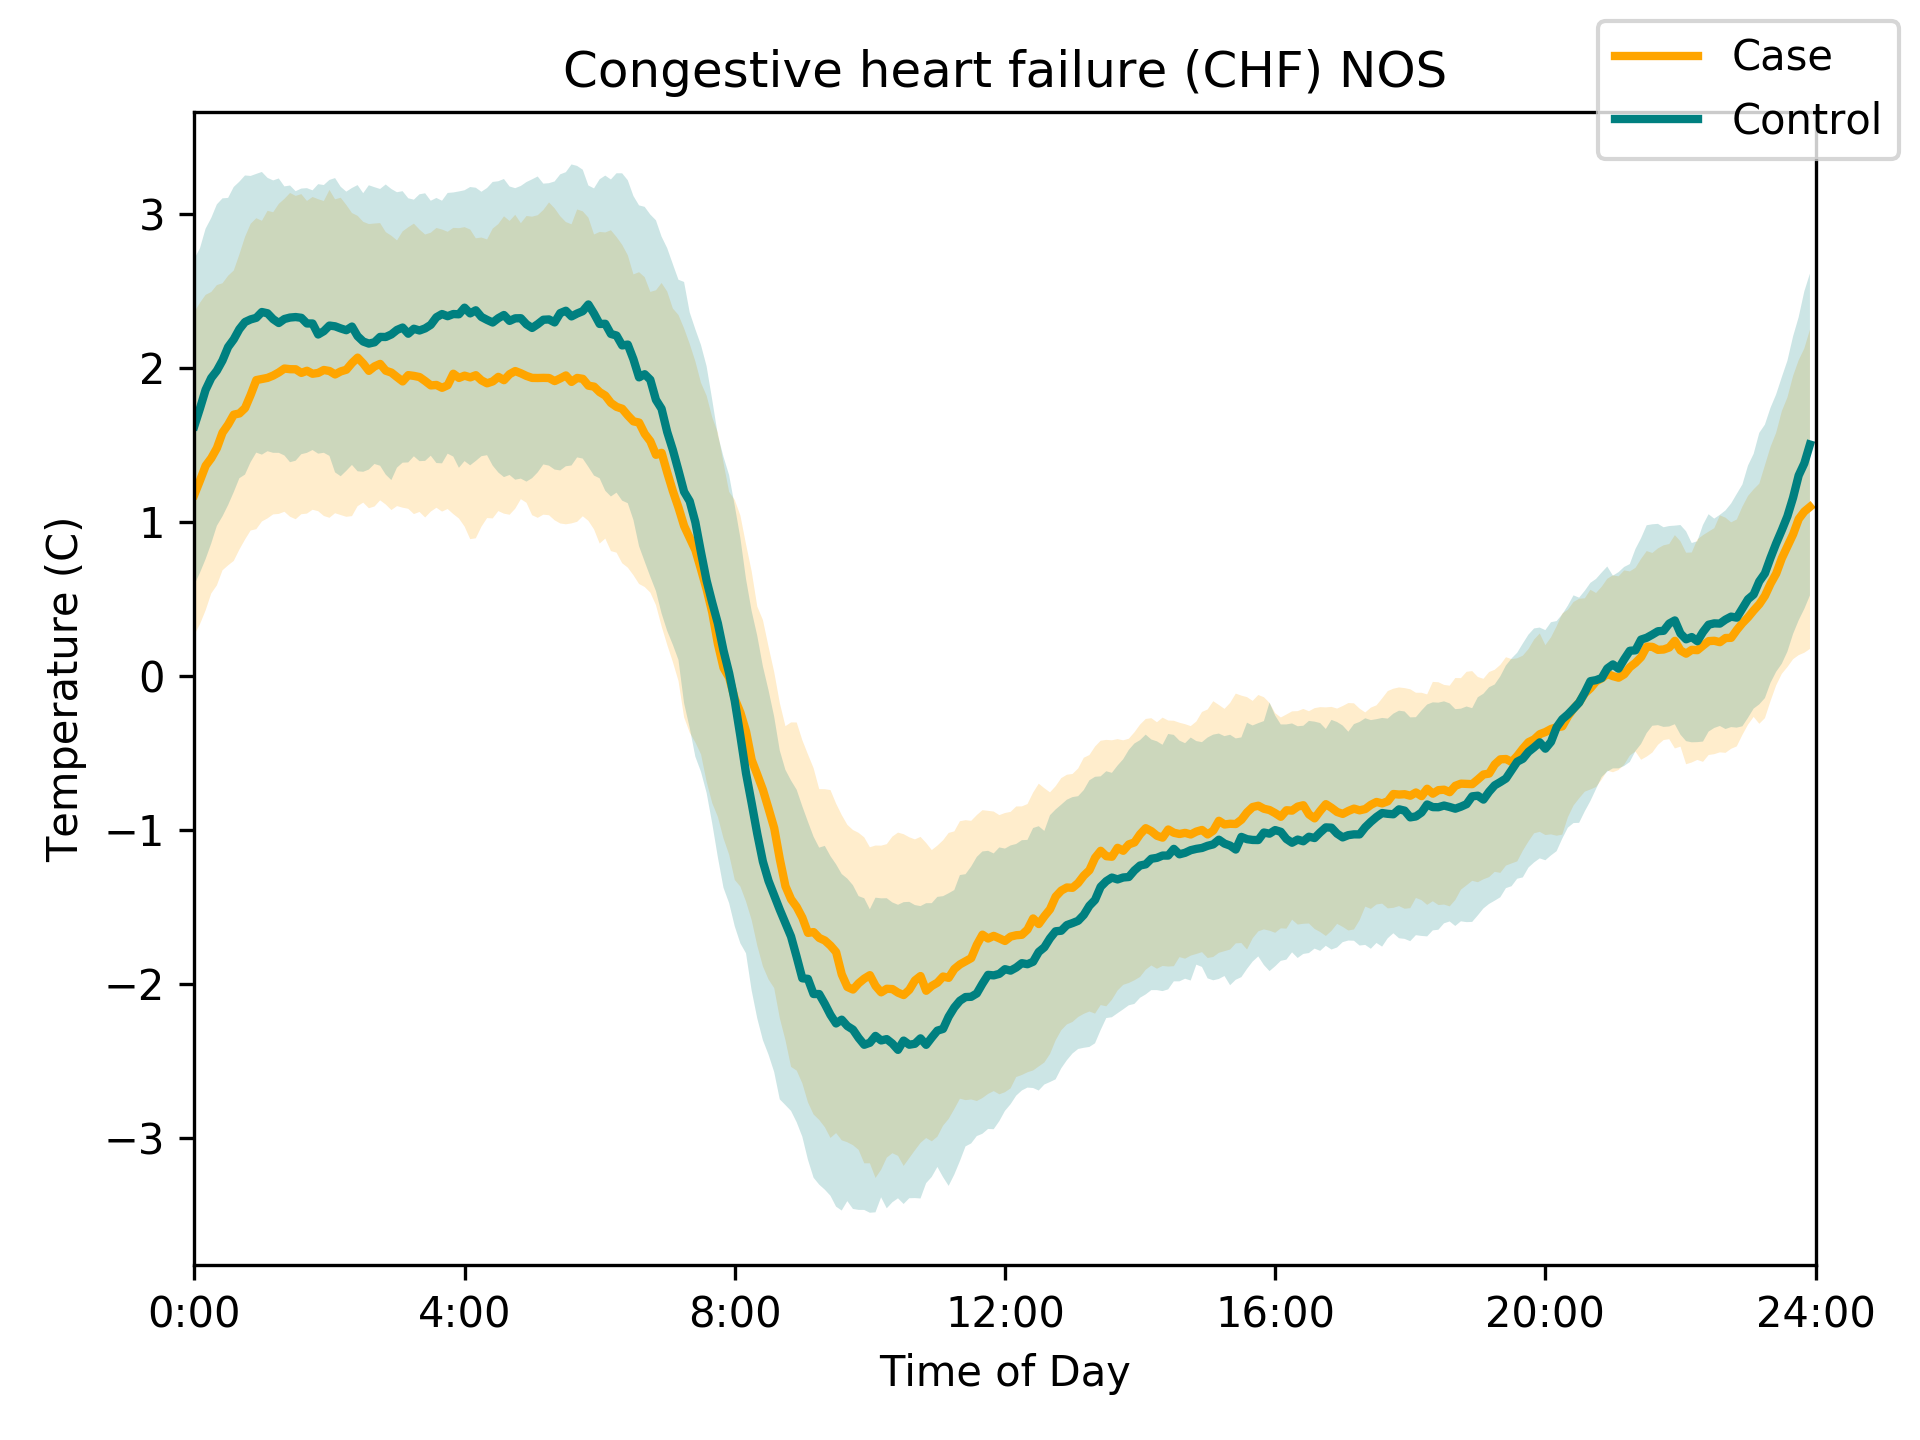 Congestive heart failure (CHF) NOS
Case
Control
Temperature (C)
3
2
1
0
−1
−2
−3
0:00
4:00
8:00
12:00
16:00
20:00
24:00
Time of Day